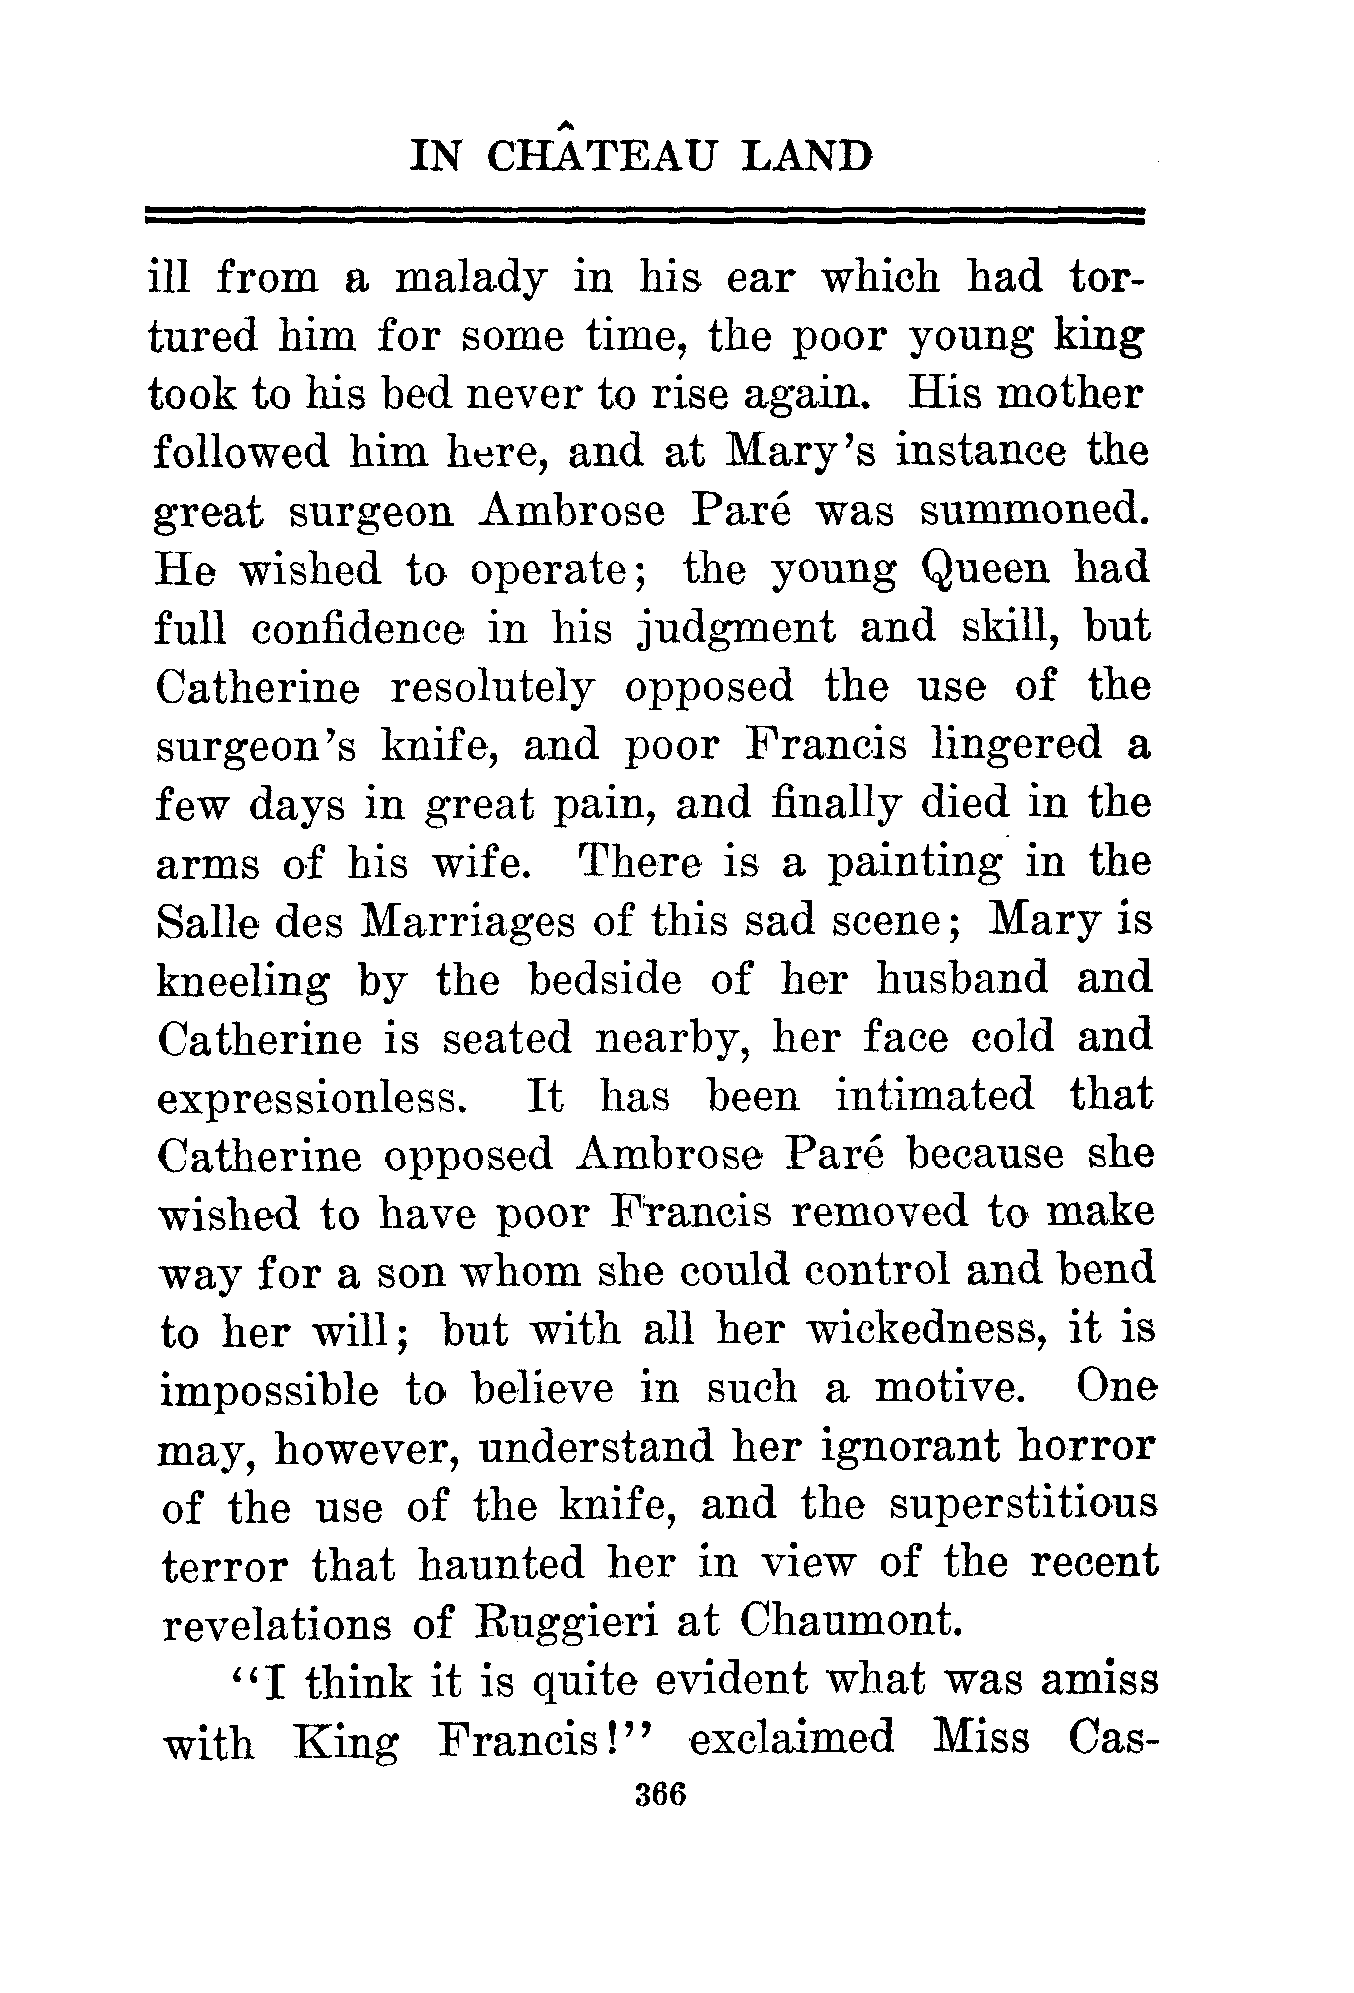 IN CHÂTEAU LAND
ill from a malady in his ear which had tor-
tured him for some time, the poor young king
took to his bed never to rise again. His mother
followed him here, and at Mary's instance the
great surgeon Ambrose Paré was summoned.
He wished to operate; the young Queen had
full confidence in his judgment and skill, but
Catherine resolutely opposed the use of the
surgeon's knife, and poor Francis lingered a
few days in great pain, and finally died in the
arms of his wife. There is a painting in the
Salle des Marriages of this sad scene; Mary is
kneeling by the bedside of her husband and
Catherine is seated nearby, her face cold and
expressionless. It has been intimated that
Catherine opposed Ambrose Paré because she
wished to have poor Francis removed to make
way for a son whom she could control and bend
to her will; but with all her wickedness, it is
impossible to believe in such a motive. One
may, however, understand her ignorant horror
of the use of the knife, and the superstitious
terror that haunted her in view of the recent
revelations of Ruggieri at Chaumont.
"I think it is quite evident what was amiss
with King Francis!" exclaimed Miss Cas-
366